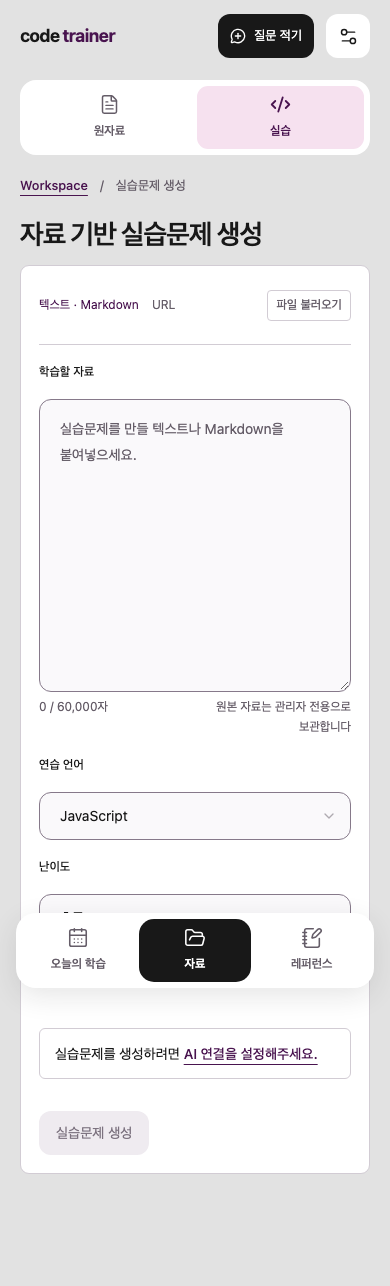 code trainer
질문 적기
원자료
실습
Workspace / 실습문제 생성
자료 기반 실습문제 생성
텍스트 · Markdown
URL
파일 불러오기
학습할 자료
실습문제를 만들 텍스트나 Markdown을
붙여넣으세요.
0 / 60,000자
원본 자료는 관리자 전용으로
보관합니다
연습 언어
JavaScript
난이도
오늘의 학습
자료
레퍼런스
실습문제를 생성하려면 AI 연결을 설정해주세요.
실습문제 생성